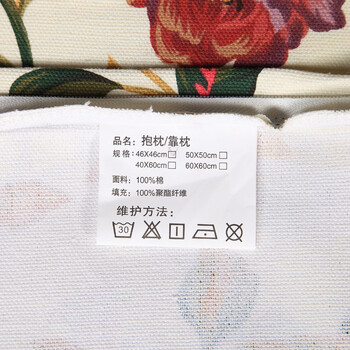 品名：抱枕/靠枕
规格：46X46cm☑ 50X50cm☐
40X60cm☐ 60X60cm☐
面料：100%棉
填充：100%聚酯纤维
维护方法：
30